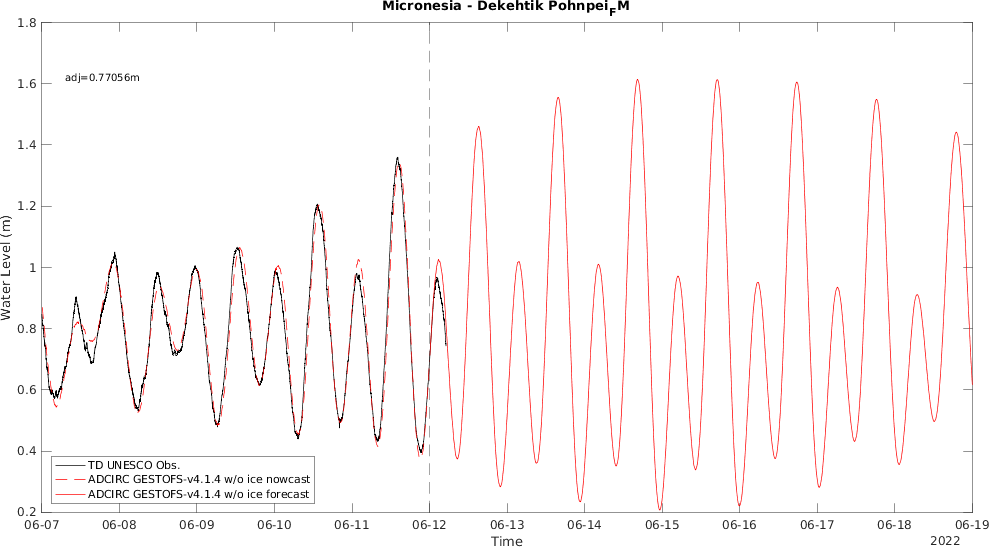 Micronesia - Dekehtik Pohnpei_FM
1.8
adj=0.77056m
1.6
1.4
1.2
1
0.8
0.6
0.4
0.2
Water Level (m)
TD UNESCO Obs.
ADCIRC GESTOFS-v4.1.4 w/o ice nowcast
ADCIRC GESTOFS-v4.1.4 w/o ice forecast
06-07 06-08 06-09 06-10 06-11 06-12 06-13 06-14 06-15 06-16 06-17 06-18 06-19
Time
2022